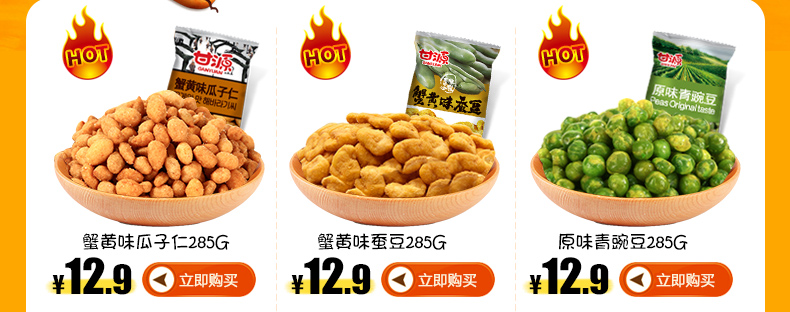 HOT
甘源
蟹黄味瓜子仁
蟹黄味瓜子仁285G
¥12.9
立即购买
HOT
甘源
蟹黄味蚕豆
蟹黄味蚕豆285G
¥12.9
立即购买
HOT
甘源
原味青豌豆
Peas Original taste
原味青豌豆285G
¥12.9
立即购买